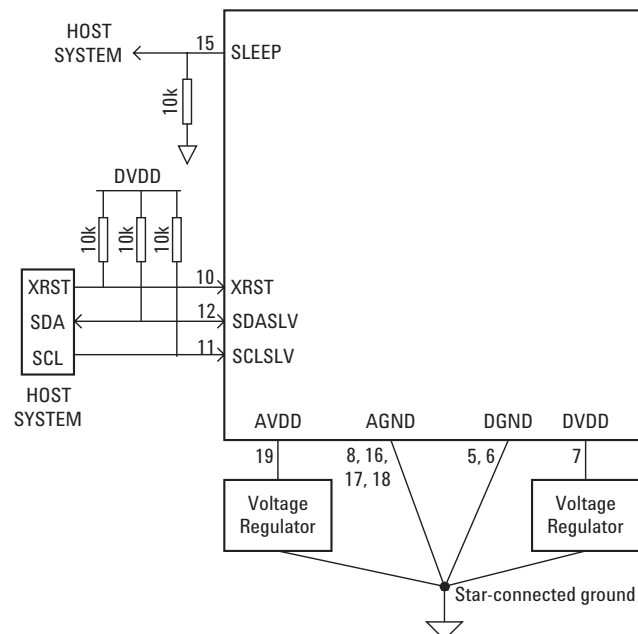 HOST
SYSTEM
15
SLEEP
10k
DVDD
10k
10k
10k
XRST
10
XRST
SDA
12
SDASLV
SCL
11
SCLSLV
HOST
SYSTEM
AVDD
AGND
DGND
DVDD
19
8, 16,
17, 18
5, 6
7
Voltage
Regulator
Voltage
Regulator
Star-connected ground